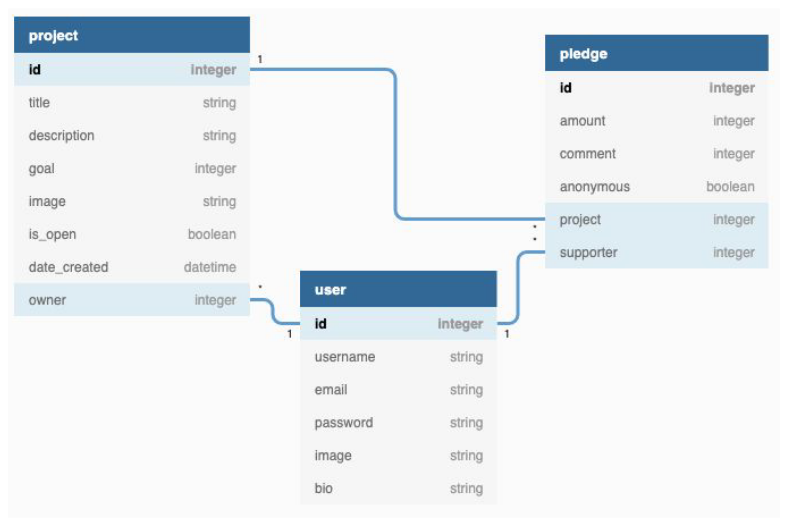 project
id integer
title string
description string
goal integer
image string
is_open boolean
date_created datetime
owner integer
1
*
pledge
id integer
amount integer
comment integer
anonymous boolean
project integer
supporter integer
*
*
user
id integer
username string
email string
password string
image string
bio string
1
1